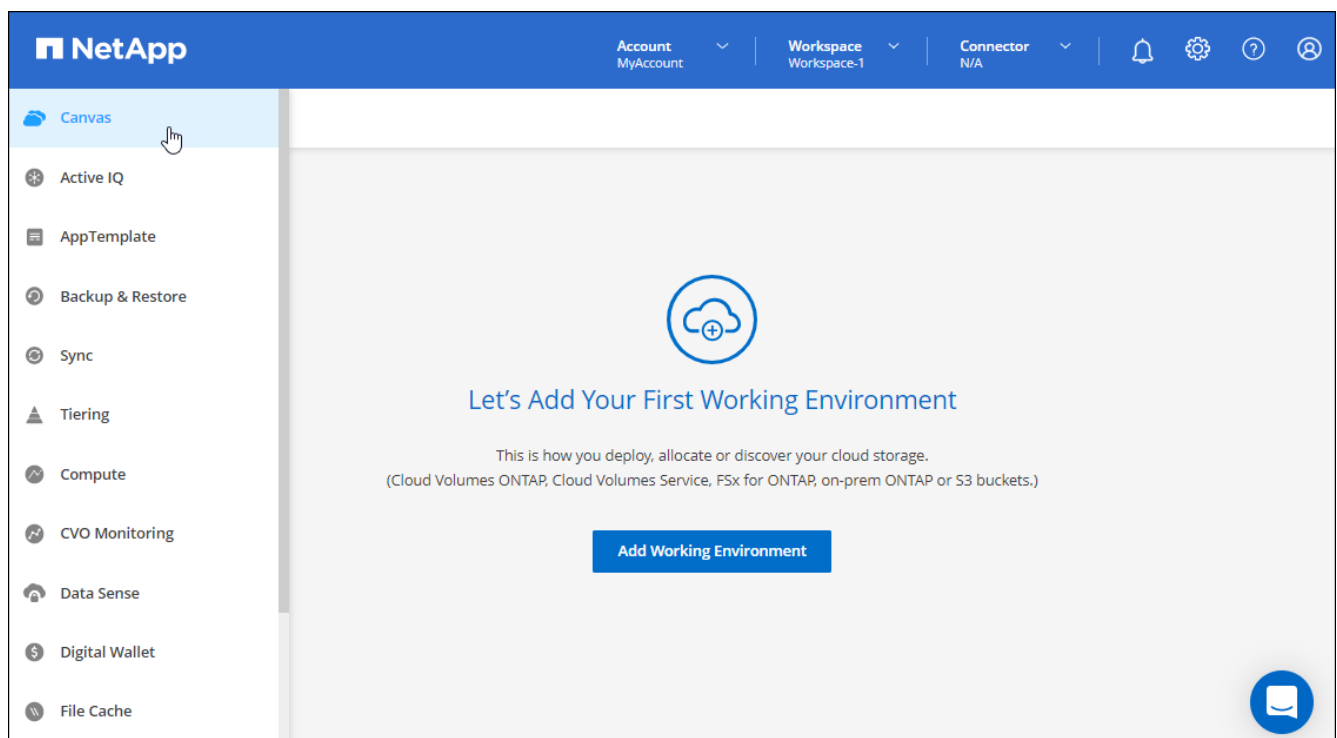 NetApp
Account
MyAccount
Workspace
Workspace-1
Connector
N/A
Canvas
Active IQ
AppTemplate
Backup & Restore
Sync
Tiering
Compute
CVO Monitoring
Data Sense
Digital Wallet
File Cache
Let's Add Your First Working Environment
This is how you deploy, allocate or discover your cloud storage.
(Cloud Volumes ONTAP, Cloud Volumes Service, FSx for ONTAP, on-prem ONTAP or S3 buckets.)
Add Working Environment